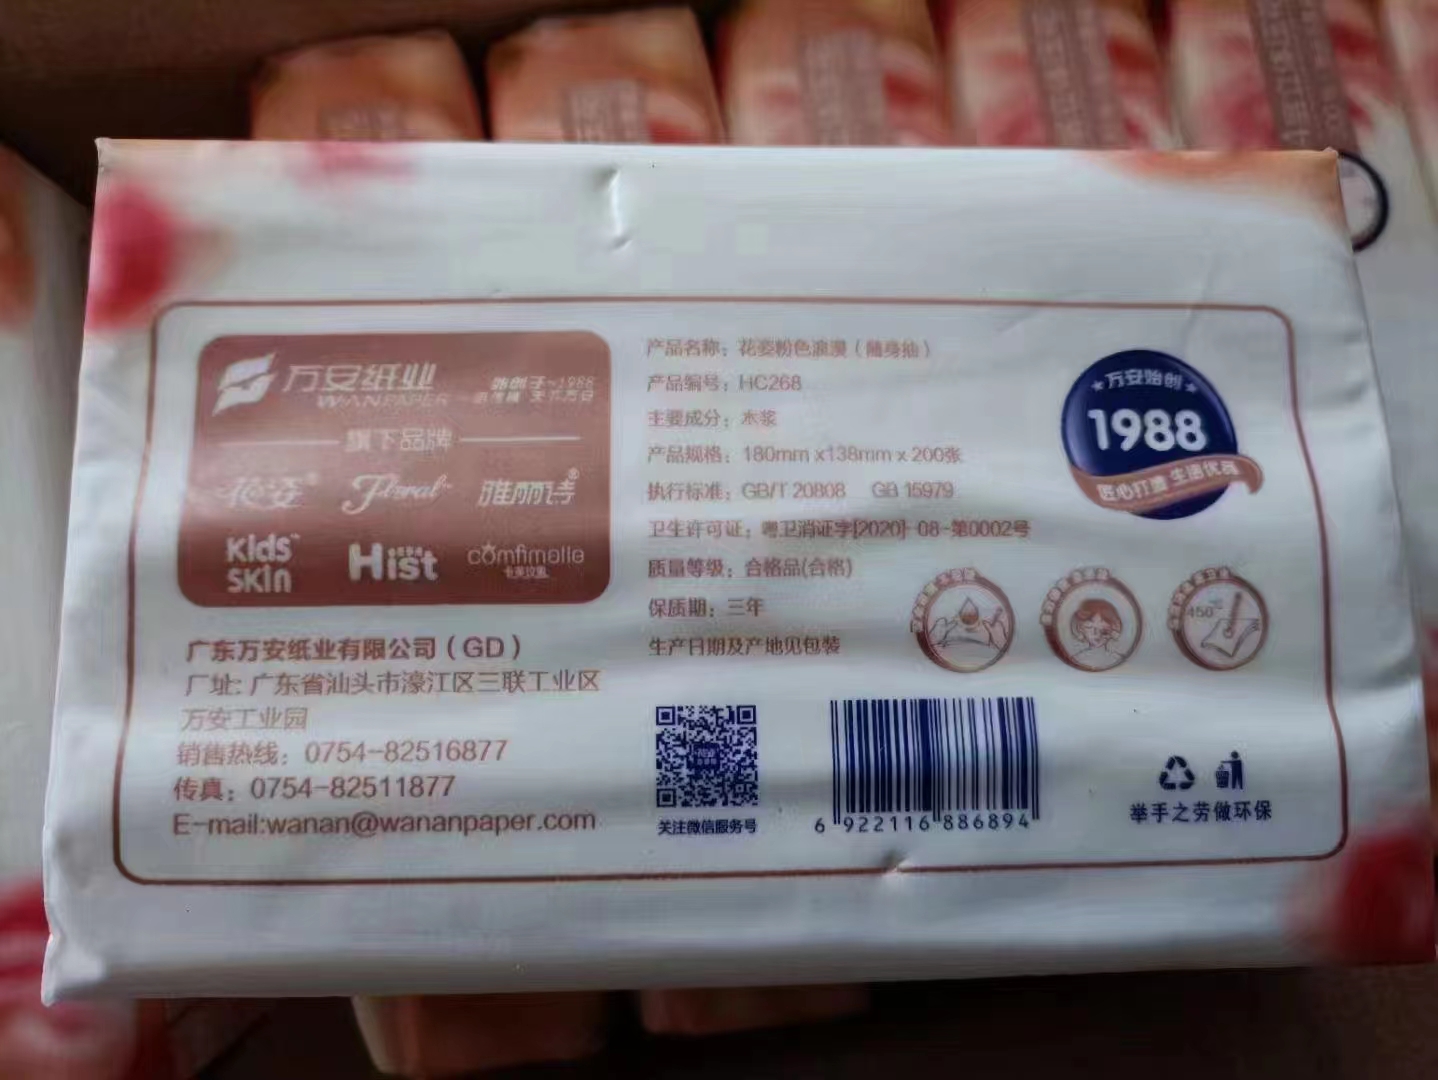 万安纸业
WANPAPER
始创于~1988
旗下品牌
花姿®
Floral™
雅丽诗®
Kids™
skin
Hist
comfimelle
广东万安纸业有限公司（GD）
厂址: 广东省汕头市濠江区三联工业区
万安工业园
销售热线：0754-82516877
传真：0754-82511877
E-mail:wanan@wananpaper.com
产品名称：花姿粉色浪漫（随身抽）
产品编号：HC268
主要成分：木浆
产品规格：180mm x138mm x 200张
执行标准：GB/T 20808 GB 15979
卫生许可证：粤卫消证字[2020]-08-第0002号
质量等级：合格品(合格)
保质期：三年
生产日期及产地见包装
万安始创
1988
匠心打造 生活优品
450℃
关注微信服务号
6 922116 886894
举手之劳做环保